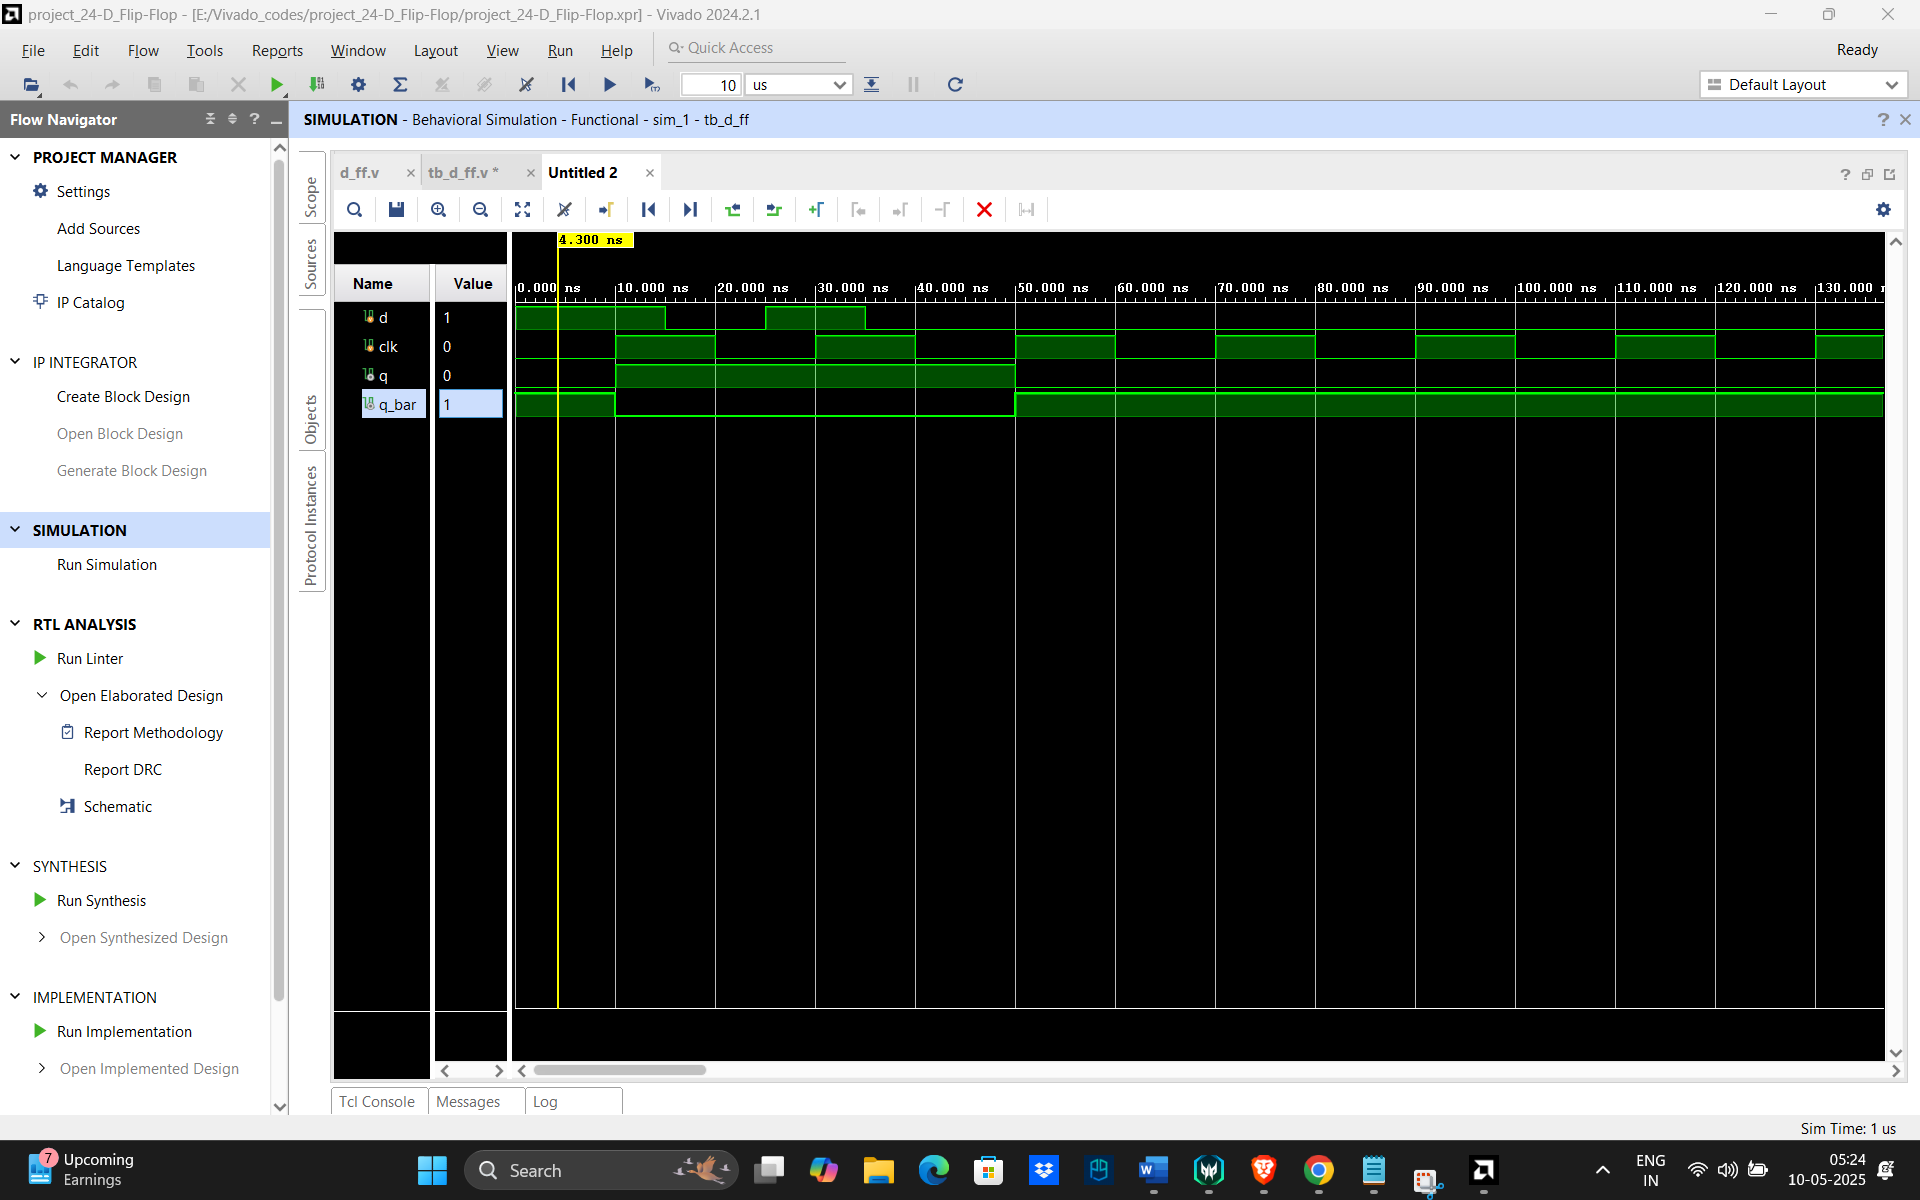 project_24-D_Flip-Flop - [E:/Vivado_codes/project_24-D_Flip-Flop/project_24-D_Flip-Flop.xpr] - Vivado 2024.2.1
File Edit Flow Tools Reports Window Layout View Run Help Quick Access Ready
10 us Default Layout
Flow Navigator
SIMULATION - Behavioral Simulation - Functional - sim_1 - tb_d_ff
PROJECT MANAGER
Settings
Add Sources
Language Templates
IP Catalog
IP INTEGRATOR
Create Block Design
Open Block Design
Generate Block Design
SIMULATION
Run Simulation
RTL ANALYSIS
Run Linter
Open Elaborated Design
Report Methodology
Report DRC
Schematic
SYNTHESIS
Run Synthesis
Open Synthesized Design
IMPLEMENTATION
Run Implementation
Open Implemented Design
Scope
Sources
Objects
Protocol Instances
d_ff.v tb_d_ff.v * Untitled 2
4.300 ns
Name Value
0.000 ns 10.000 ns 20.000 ns 30.000 ns 40.000 ns 50.000 ns 60.000 ns 70.000 ns 80.000 ns 90.000 ns 100.000 ns 110.000 ns 120.000 ns 130.000
d 1
clk 0
q 0
q_bar 1
Tcl Console Messages Log
Sim Time: 1 us
7
Upcoming
Earnings
Search
ENG
IN
05:24
10-05-2025